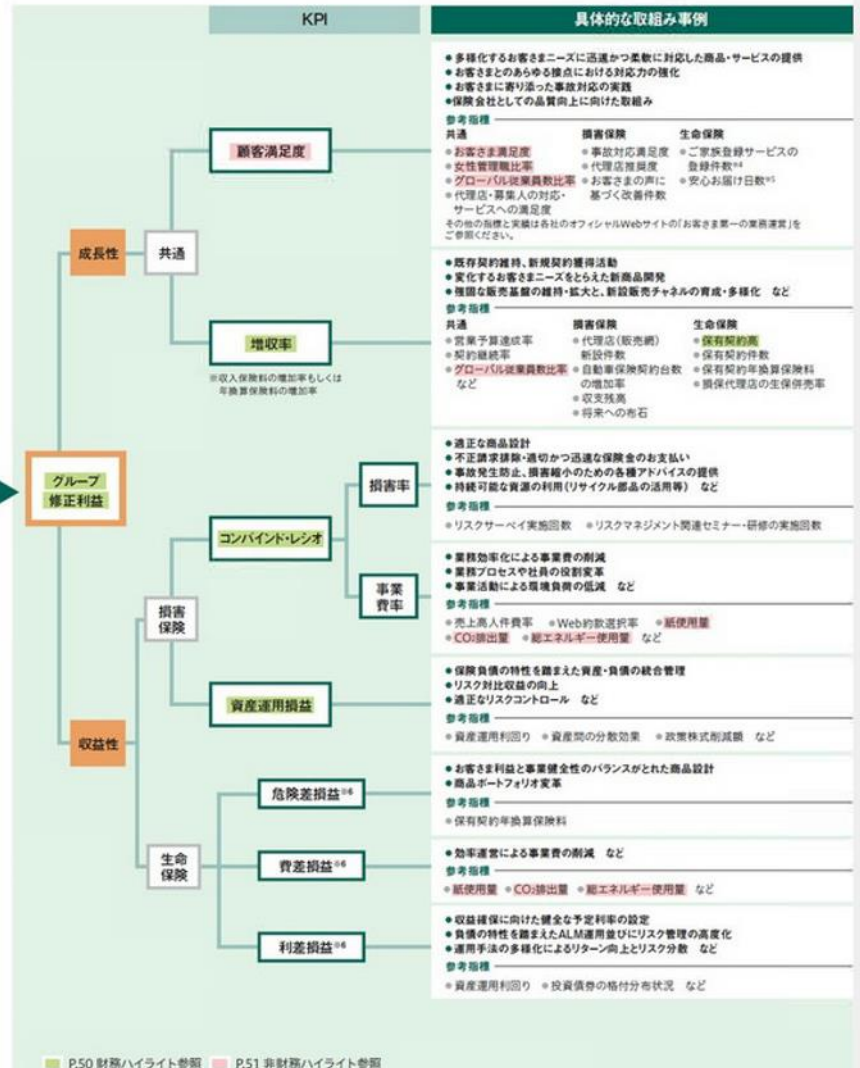 KPI
具体的な取組み事例
グループ
修正利益
成長性
共通
顧客満足度
●多様化するお客さまニーズに迅速かつ柔軟に対応した商品・サービスの提供
●お客さまとのあらゆる接点における対応力の強化
●お客さまに寄り添った事故対応の実践
●保険会社としての品質向上に向けた取組み
参考指標
共通
●お客さま満足度
●女性管理職比率
●グローバル従業員数比率
●代理店・募集人の対応・
サービスへの満足度
損害保険
●事故対応満足度
●代理店推奨度
●お客さまの声に
基づく改善件数
生命保険
●ご家族登録サービスの
登録件数※4
●安心お届け日数※5
その他の指標と実績は各社のオフィシャルWebサイトの「お客さま第一の業務運営」を
ご参照ください。
増収率
※収入保険料の増加率もしくは
年換算保険料の増加率
●既存契約維持、新規契約獲得活動
●変化するお客さまニーズをとらえた新商品開発
●強固な販売基盤の維持・拡大と、新設販売チャネルの育成・多様化 など
参考指標
共通
●営業予算達成率
●契約継続率
●グローバル従業員数比率
など
損害保険
●代理店(販売網)
新設件数
●自動車保険契約台数
の増加率
●収支残高
●将来への布石
生命保険
●保有契約高
●保有契約件数
●保有契約年換算保険料
●損保代理店の生保併売率
収益性
損害
保険
コンバインド・レシオ
損害率
●適正な商品設計
●不正請求排除・適切かつ迅速な保険金のお支払い
●事故発生防止、損害縮小のための各種アドバイスの提供
●持続可能な資源の利用(リサイクル部品の活用等) など
参考指標
●リスクサーベイ実施回数 ●リスクマネジメント関連セミナー・研修の実施回数
事業
費率
●業務効率化による事業費の削減
●業務プロセスや社員の役割変革
●事業活動による環境負荷の低減 など
参考指標
●売上高人件費率 ●Web約款選択率 ●紙使用量
●CO₂排出量 ●総エネルギー使用量 など
資産運用損益
●保険負債の特性を踏まえた資産・負債の統合管理
●リスク対比収益の向上
●適正なリスクコントロール など
参考指標
●資産運用利回り ●資産間の分散効果 ●政策株式削減額 など
生命
保険
危険差損益※6
●お客さま利益と事業健全性のバランスがとれた商品設計
●商品ポートフォリオ変革
参考指標
●保有契約年換算保険料
費差損益※6
●効率運営による事業費の削減 など
参考指標
●紙使用量 ●CO₂排出量 ●総エネルギー使用量 など
利差損益※6
●収益確保に向けた健全な予定利率の設定
●負債の特性を踏まえたALM運用並びにリスク管理の高度化
●運用手法の多様化によるリターン向上とリスク分散 など
参考指標
●資産運用利回り ●投資債券の格付分布状況 など
P.50 財務ハイライト参照 P.51 非財務ハイライト参照